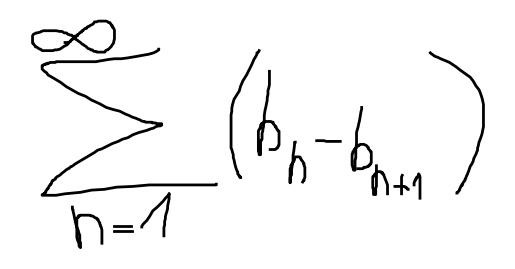 ∑_{n=1}^{∞} (b_n − b_{n+1})